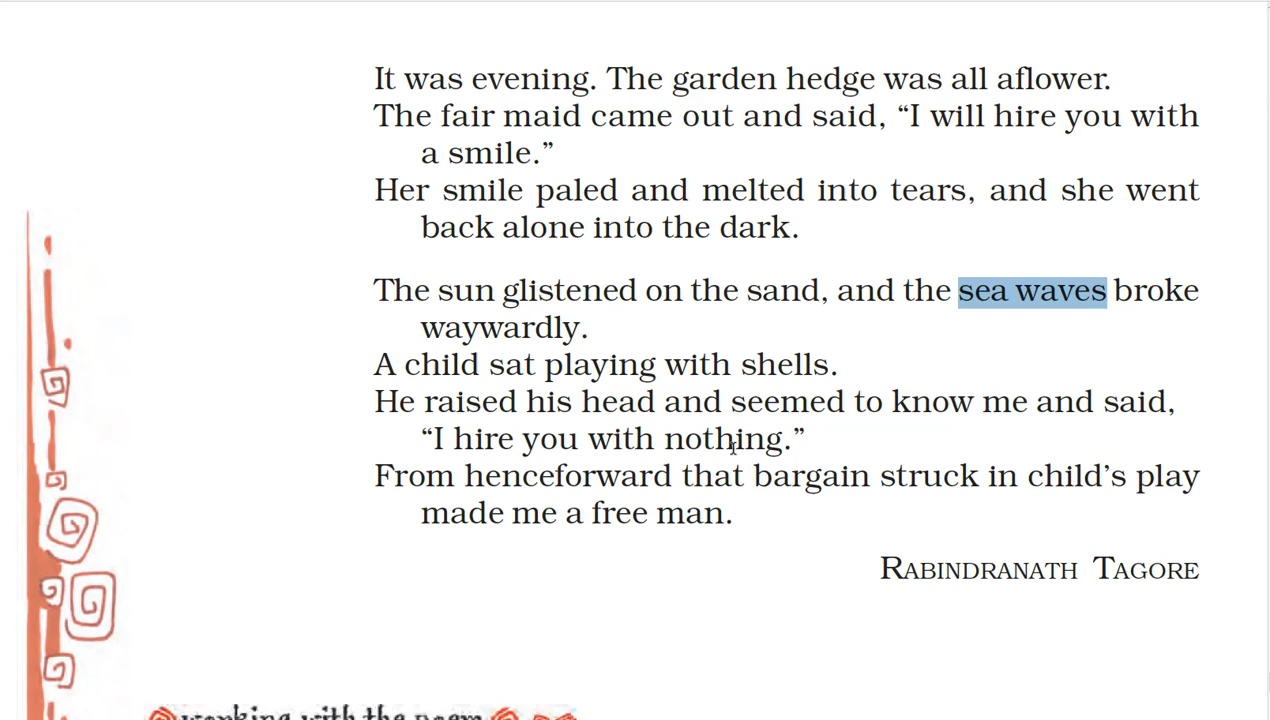 It was evening. The garden hedge was all aflower.
The fair maid came out and said, “I will hire you with
a smile.”
Her smile paled and melted into tears, and she went
back alone into the dark.
The sun glistened on the sand, and the sea waves broke
waywardly.
A child sat playing with shells.
He raised his head and seemed to know me and said,
“I hire you with nothing.”
From henceforward that bargain struck in child’s play
made me a free man.
RABINDRANATH TAGORE
working with the poem